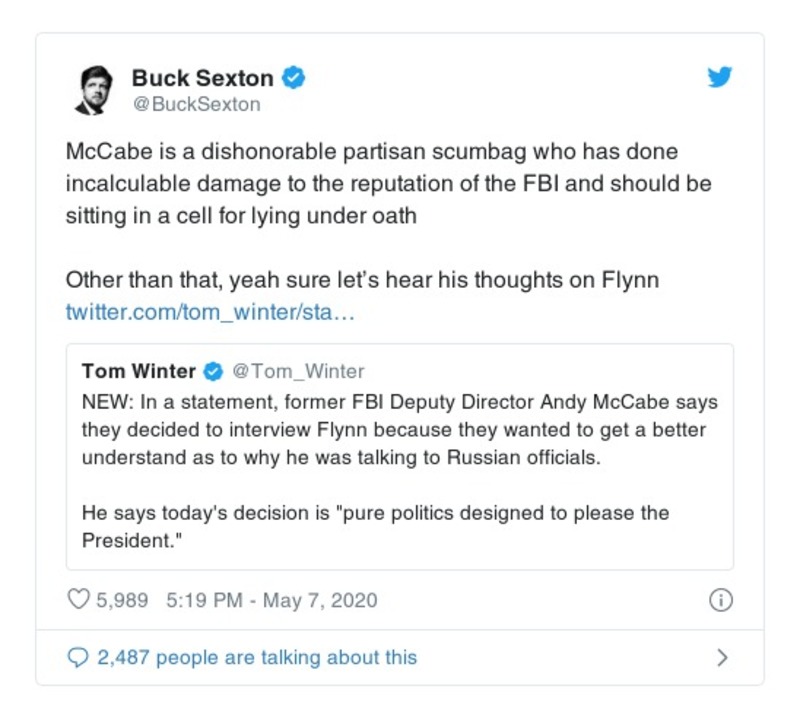 Buck Sexton
@BuckSexton
McCabe is a dishonorable partisan scumbag who has done
incalculable damage to the reputation of the FBI and should be
sitting in a cell for lying under oath
Other than that, yeah sure let’s hear his thoughts on Flynn
twitter.com/tom_winter/sta…
Tom Winter @Tom_Winter
NEW: In a statement, former FBI Deputy Director Andy McCabe says
they decided to interview Flynn because they wanted to get a better
understand as to why he was talking to Russian officials.
He says today's decision is "pure politics designed to please the
President."
5,989 5:19 PM - May 7, 2020
2,487 people are talking about this